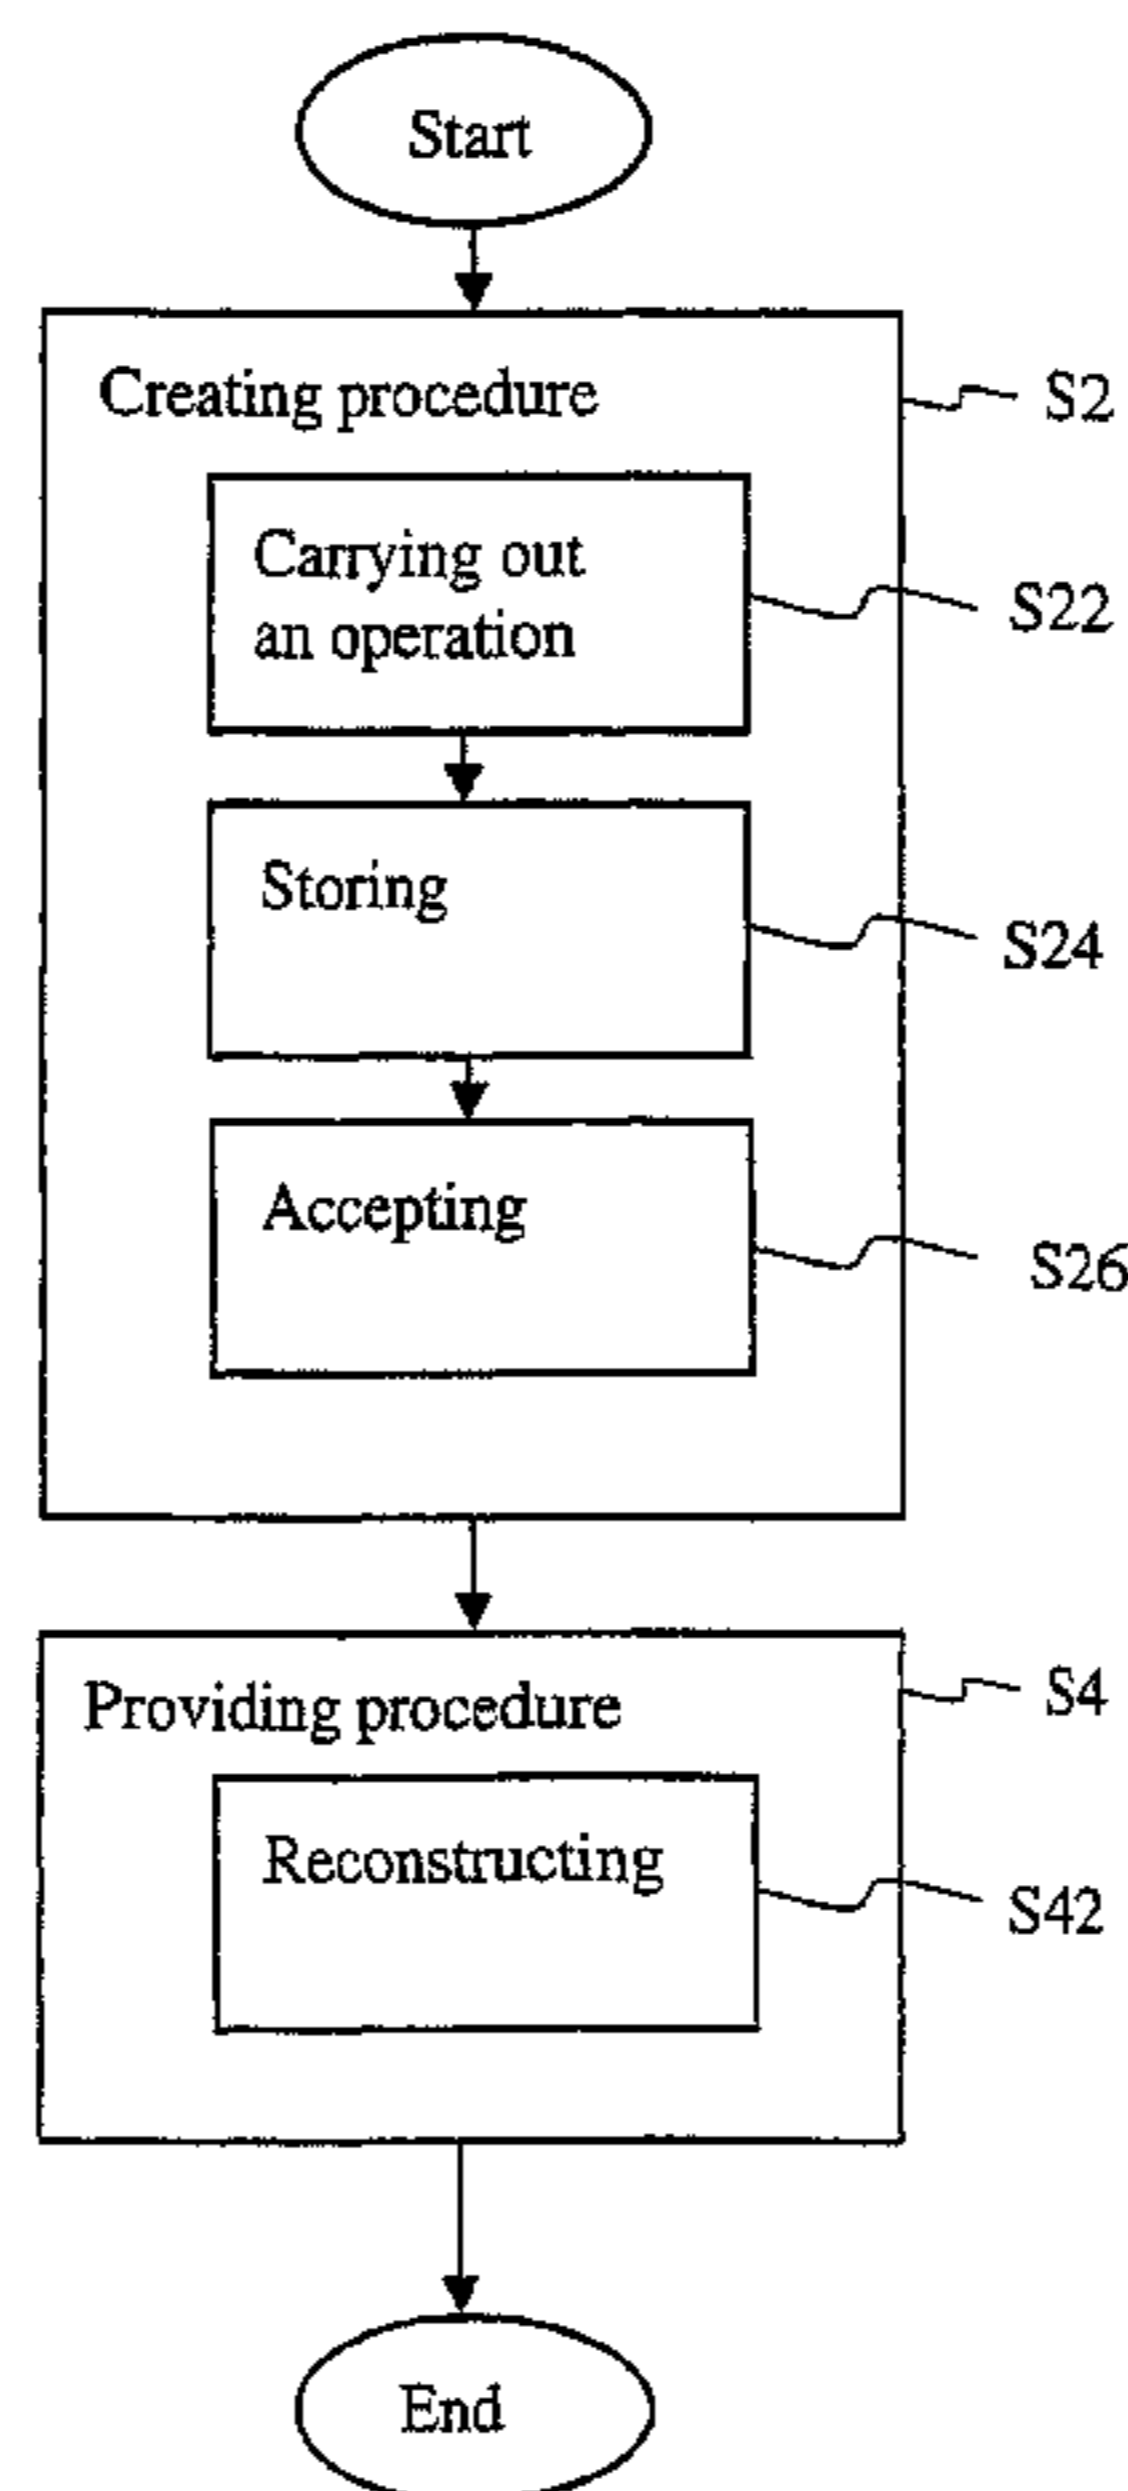 Start
Creating procedure
S2
Carrying out
an operation
S22
Storing
S24
Accepting
S26
Providing procedure
S4
Reconstructing
S42
End